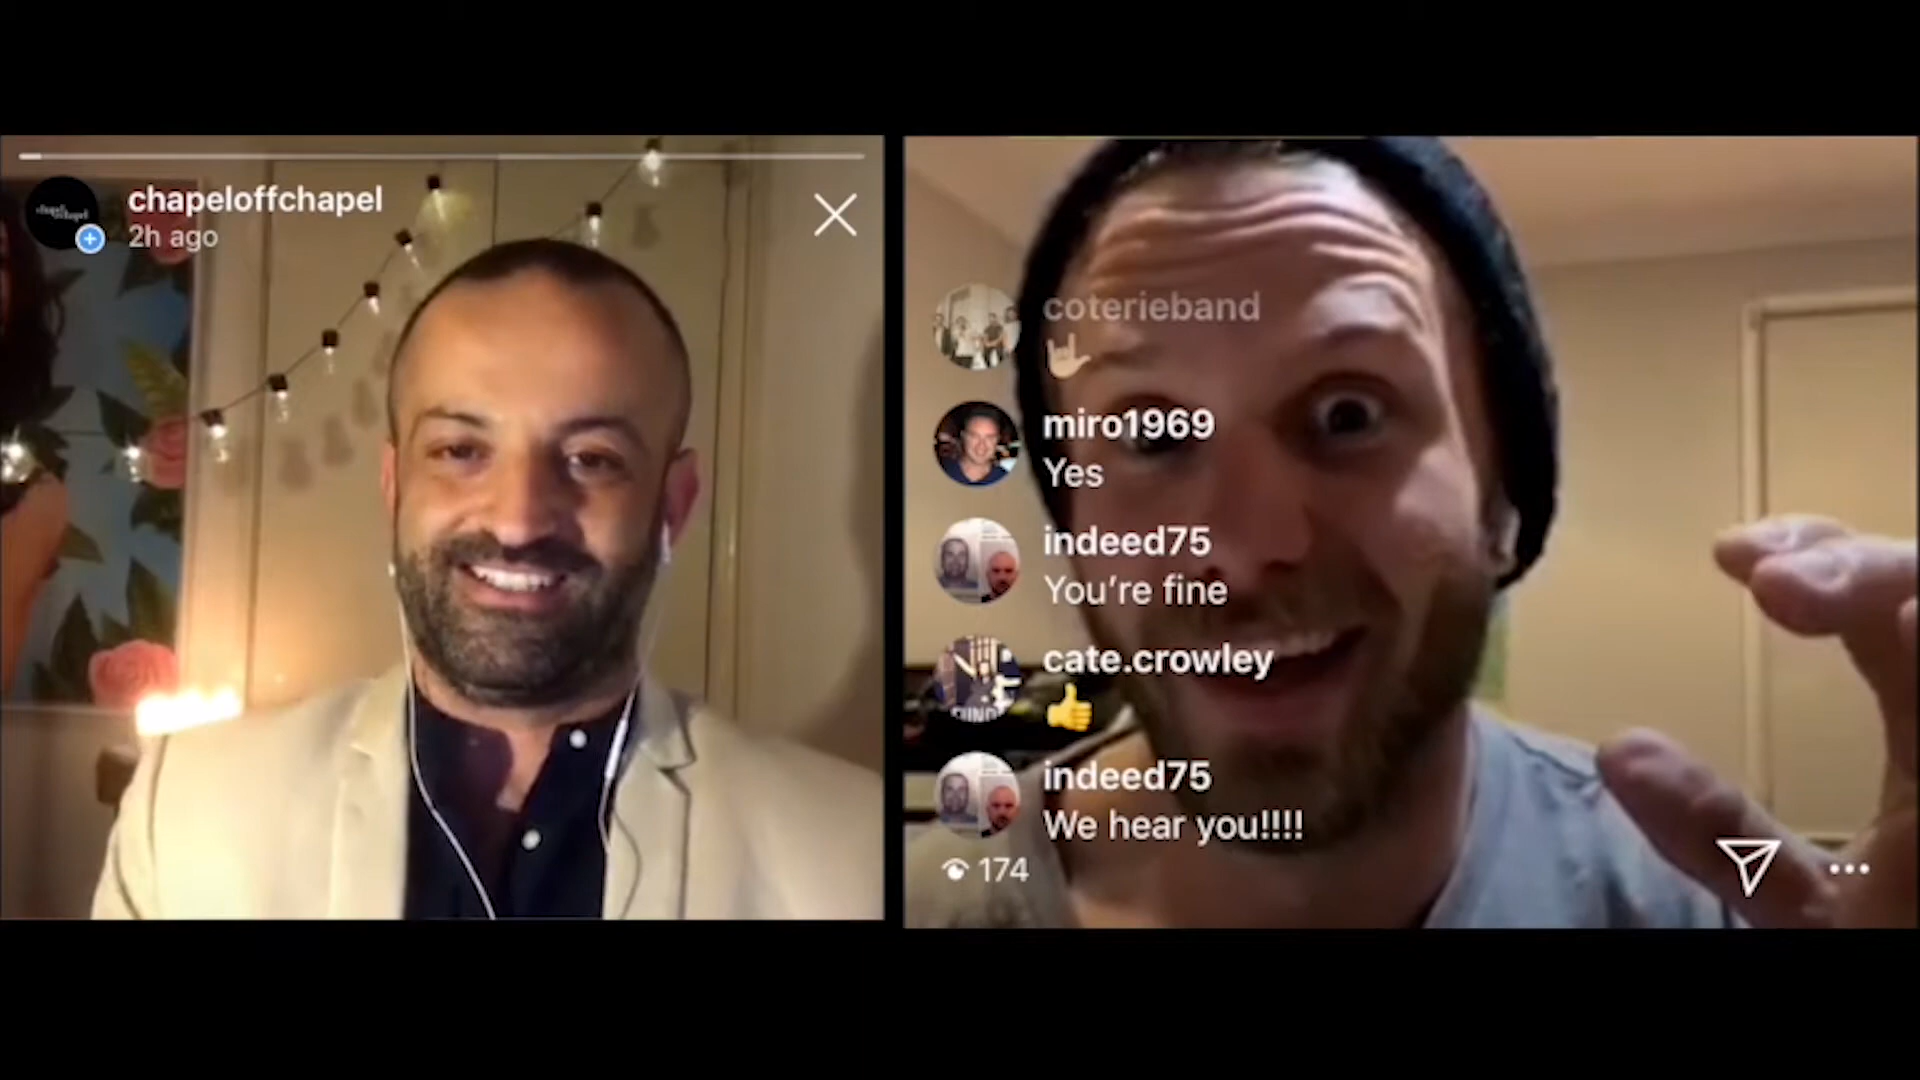 chapeloffchapel
2h ago
coterieband
miro1969
Yes
indeed75
You're fine
cate.crowley
indeed75
We hear you!!!!
174